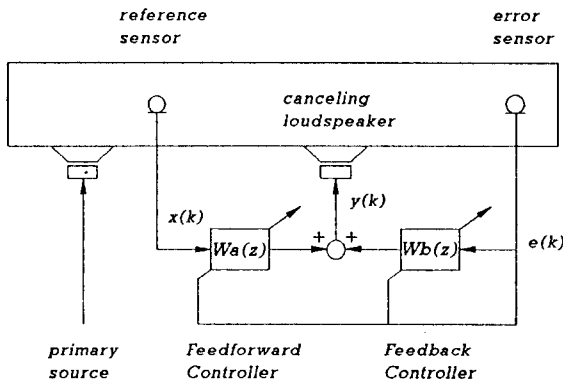 reference
sensor
error
sensor
canceling
loudspeaker
x(k)
y(k)
+
+
Wa(z)
Wb(z)
e(k)
primary
source
Feedforward
Controller
Feedback
Controller